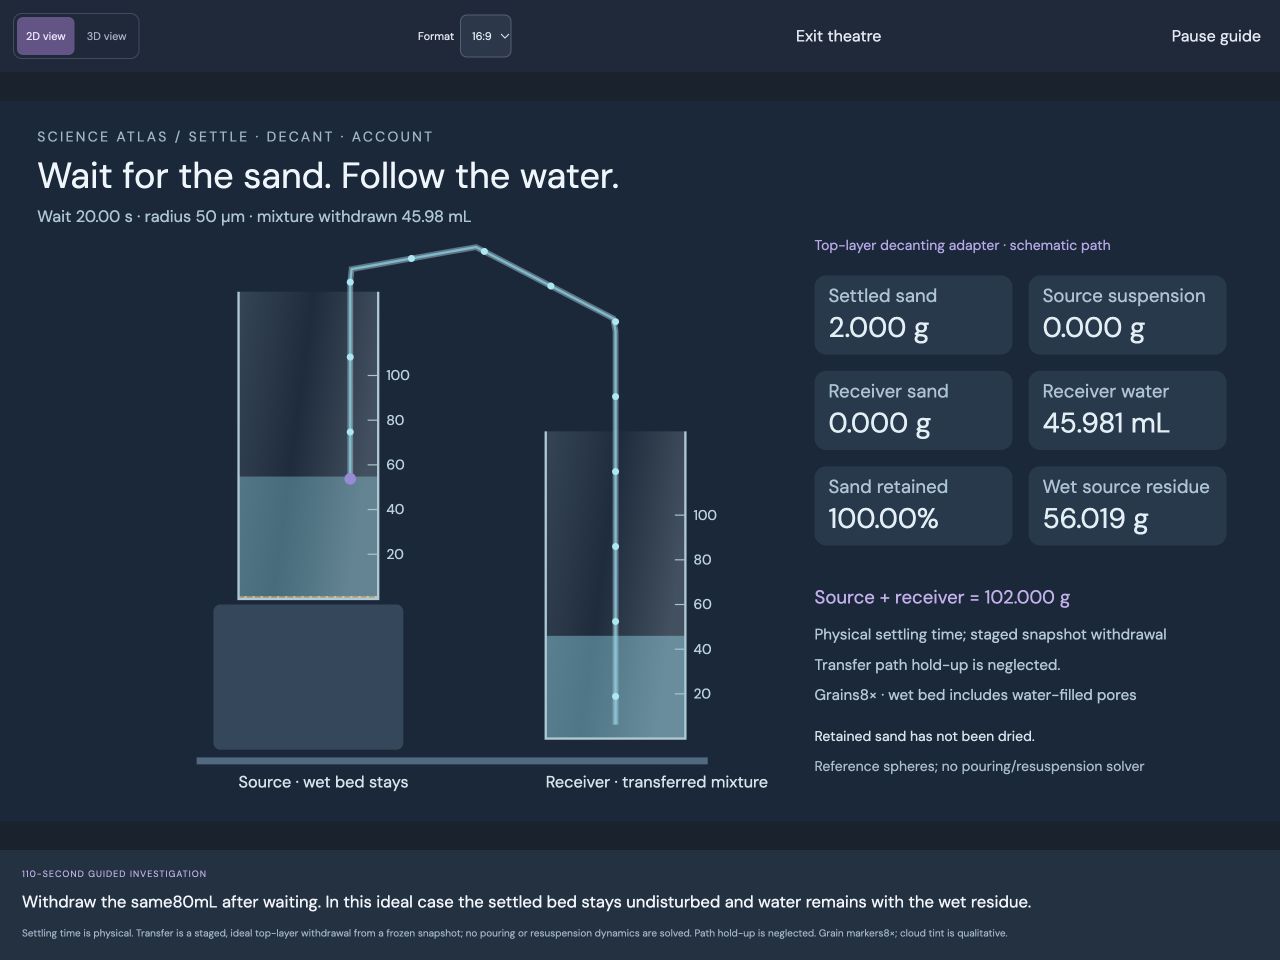 2D view
3D view
Format
16:9
Exit theatre
Pause guide
SCIENCE ATLAS / SETTLE · DECANT · ACCOUNT
Wait for the sand. Follow the water.
Wait 20.00 s · radius 50 μm · mixture withdrawn 45.98 mL
100
80
60
40
20
Source · wet bed stays
100
80
60
40
20
Receiver · transferred mixture
Top-layer decanting adapter · schematic path
Settled sand
2.000 g
Source suspension
0.000 g
Receiver sand
0.000 g
Receiver water
45.981 mL
Sand retained
100.00%
Wet source residue
56.019 g
Source + receiver = 102.000 g
Physical settling time; staged snapshot withdrawal
Transfer path hold-up is neglected.
Grains8× · wet bed includes water-filled pores
Retained sand has not been dried.
Reference spheres; no pouring/resuspension solver
110-SECOND GUIDED INVESTIGATION
Withdraw the same80mL after waiting. In this ideal case the settled bed stays undisturbed and water remains with the wet residue.
Settling time is physical. Transfer is a staged, ideal top-layer withdrawal from a frozen snapshot; no pouring or resuspension dynamics are solved. Path hold-up is neglected. Grain markers8×; cloud tint is qualitative.